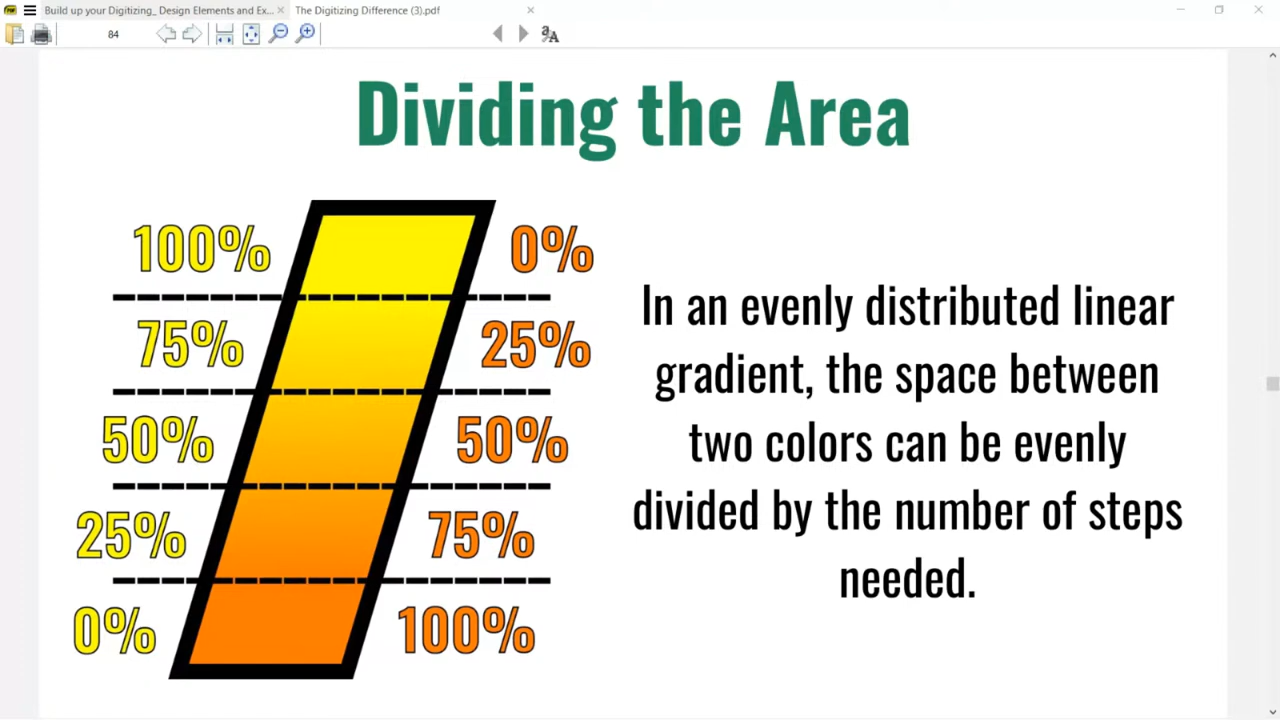 Build up your Digitizing_ Design Elements and Ex...
The Digitizing Difference (3).pdf
84
Dividing the Area
100% 0%
75% 25%
50% 50%
25% 75%
0% 100%
In an evenly distributed linear
gradient, the space between
two colors can be evenly
divided by the number of steps
needed.